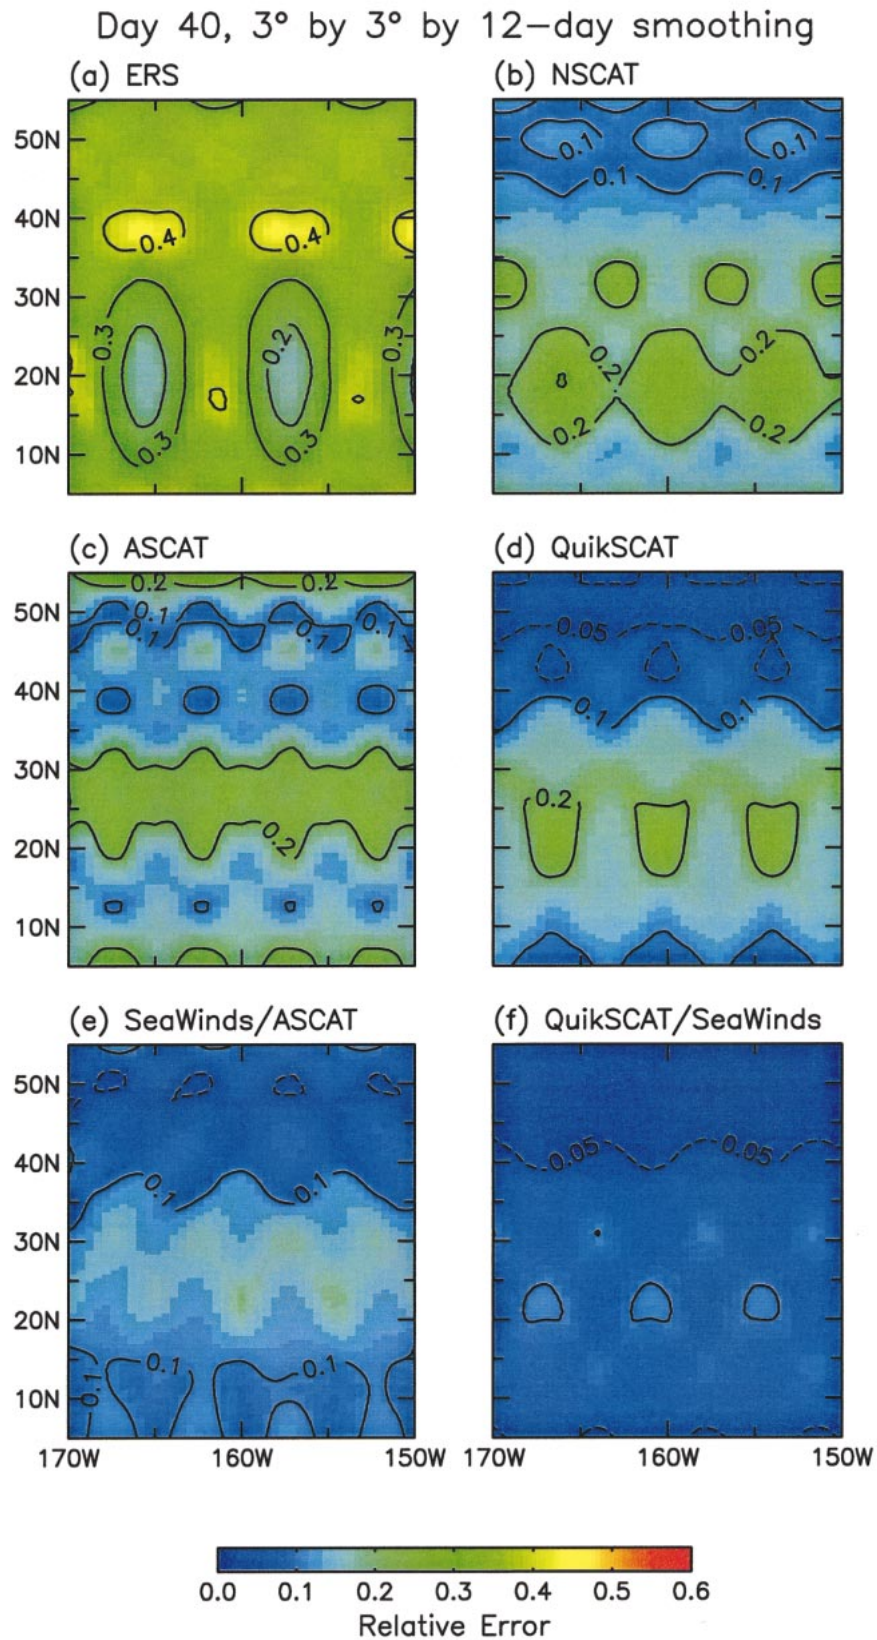 Day 40, 3° by 3° by 12-day smoothing
(a) ERS
(b) NSCAT
50N
40N
30N
20N
10N
0.4
0.4
0.3
0.2
0.3
0.3
0.3
0.1
0.1
0.1
0.1
0.2
0.2
0.2
0.2
(c) ASCAT
(d) QuikSCAT
50N
40N
30N
20N
10N
0.2
0.2
0.1
0.1
0.1
0.1
0.2
0.05
0.05
0.1
0.1
0.2
(e) SeaWinds/ASCAT
(f) QuikSCAT/SeaWinds
50N
40N
30N
20N
10N
0.1
0.1
0.1
0.1
0.1
0.05
0.05
170W 160W 150W
170W 160W 150W
0.0 0.1 0.2 0.3 0.4 0.5 0.6
Relative Error